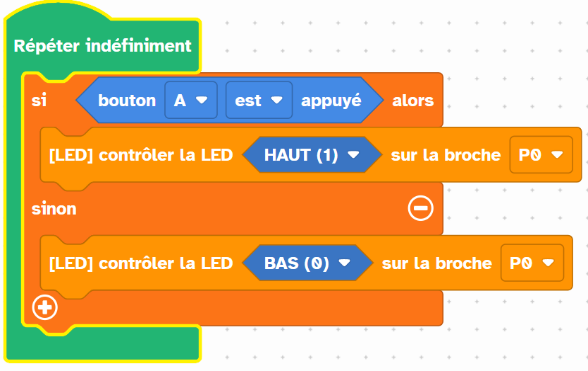 Répéter indéfiniment
si bouton A est appuyé alors
[LED] contrôler la LED HAUT (1) sur la broche P0
sinon
[LED] contrôler la LED BAS (0) sur la broche P0